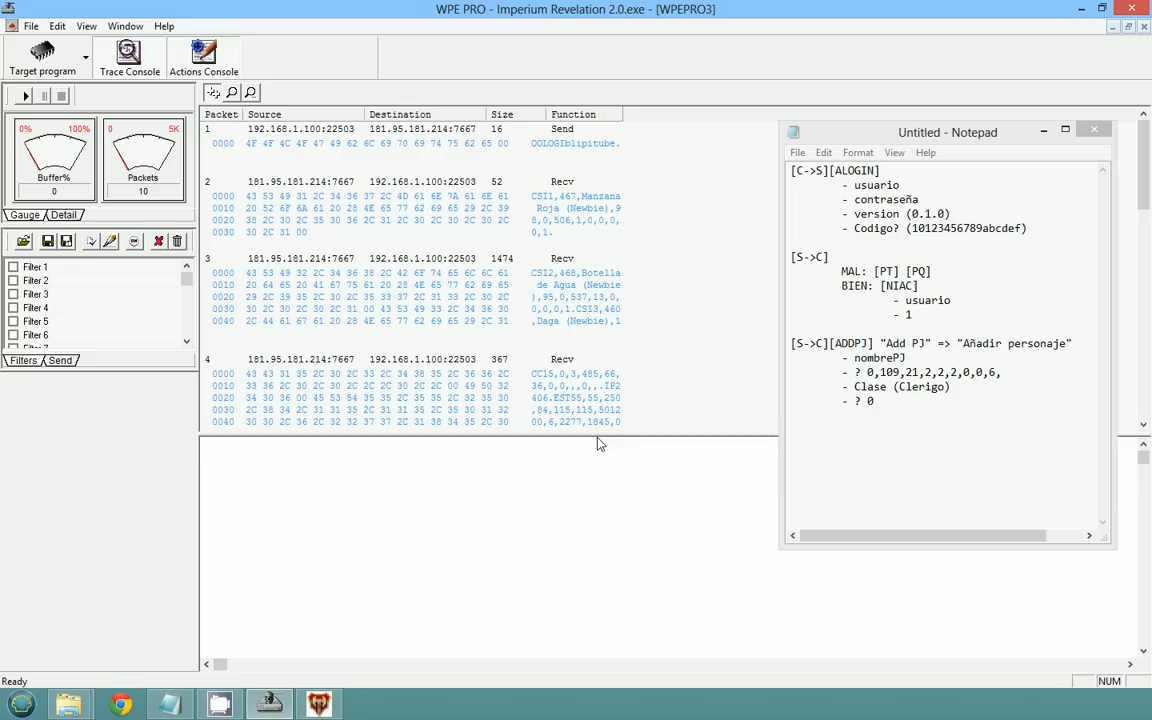 WPE PRO - Imperium Revelation 2.0.exe - [WPEPRO3]
File Edit View Window Help
Target program
Trace Console
Actions Console
0% 100%
Buffer%
0
0 5K
Packets
10
Gauge Detail
Filter 1
Filter 2
Filter 3
Filter 4
Filter 5
Filter 6
Filters Send
Packet Source Destination Size Function
1 192.168.1.100:22503 181.95.181.214:7667 16 Send
0000 4F 4F 4C 4F 47 49 62 6C 69 70 69 74 75 62 65 00 OOLOGIblipitube.
2 181.95.181.214:7667 192.168.1.100:22503 52 Recv
0000 43 53 49 31 2C 34 36 37 2C 4D 61 6E 7A 61 6E 61 CSI1,467,Manzana
0010 20 52 6F 6A 61 20 28 4E 65 77 62 69 65 29 2C 39 Roja (Newbie),9
0020 38 2C 30 2C 35 30 36 2C 31 2C 30 2C 30 2C 30 2C 8,0,506,1,0,0,0,
0030 30 2C 31 00 0,1.
3 181.95.181.214:7667 192.168.1.100:22503 1474 Recv
0000 43 53 49 32 2C 34 36 38 2C 42 6F 74 65 6C 6C 61 CSI2,468,Botella
0010 20 64 65 20 41 67 75 61 20 28 4E 65 77 62 69 65 de Agua (Newbie
0020 29 2C 39 35 2C 30 2C 35 33 37 2C 31 33 2C 30 2C ),95,0,537,13,0,
0030 30 2C 30 2C 31 00 43 53 49 33 2C 34 36 30 0,0,1.CSI3,460
0040 2C 44 61 67 61 20 28 4E 65 77 62 69 65 29 2C 31 ,Daga (Newbie),1
4 181.95.181.214:7667 192.168.1.100:22503 367 Recv
0000 43 43 31 35 2C 30 2C 33 2C 34 38 35 2C 36 36 2C CC15,0,3,485,66,
0010 33 36 2C 30 2C 30 2C 2C 2C 30 2C 2C 00 49 50 32 36,0,0,,,0,,.IP2
0020 34 30 36 00 45 53 54 35 35 2C 35 35 2C 32 35 30 406.EST55,55,250
0030 2C 38 34 2C 31 31 35 2C 31 31 35 2C 35 30 31 32 ,84,115,115,5012
0040 30 30 2C 36 2C 32 32 37 37 2C 31 38 34 35 2C 30 00,6,2277,1845,0
Untitled - Notepad
File Edit Format View Help
[C->S][ALOGIN]
- usuario
- contraseña
- version (0.1.0)
- Codigo? (10123456789abcdef)
[S->C]
MAL: [PT] [PQ]
BIEN: [NIAC]
- usuario
- 1
[S->C][ADDPJ] "Add PJ" => "Añadir personaje"
- nombrePJ
- ? 0,109,21,2,2,2,0,0,6,
- Clase (Clerigo)
- ? 0
Ready
NUM